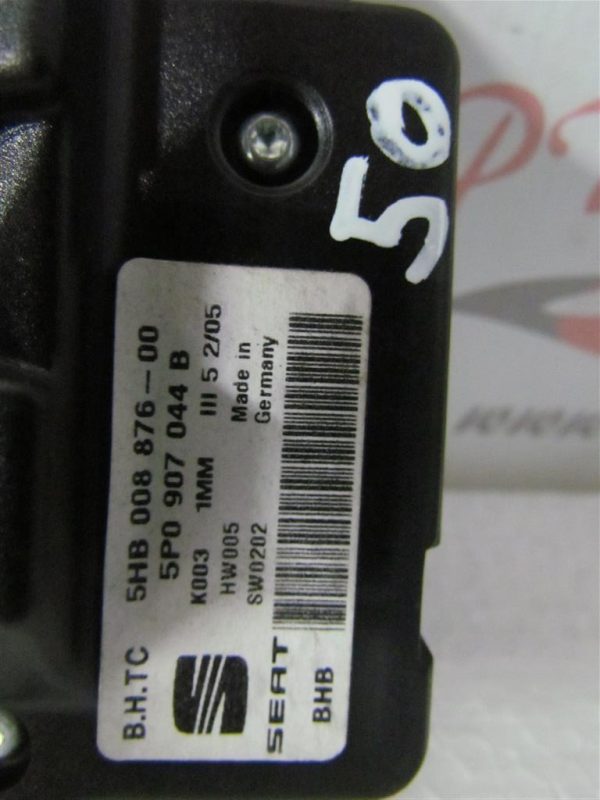 50
B.H.TC 5HB 008 876-00
5P0 907 044 B
K003 1MM III 5 2/05
HW005 Made in
SW0202 Germany
SEAT
BHB